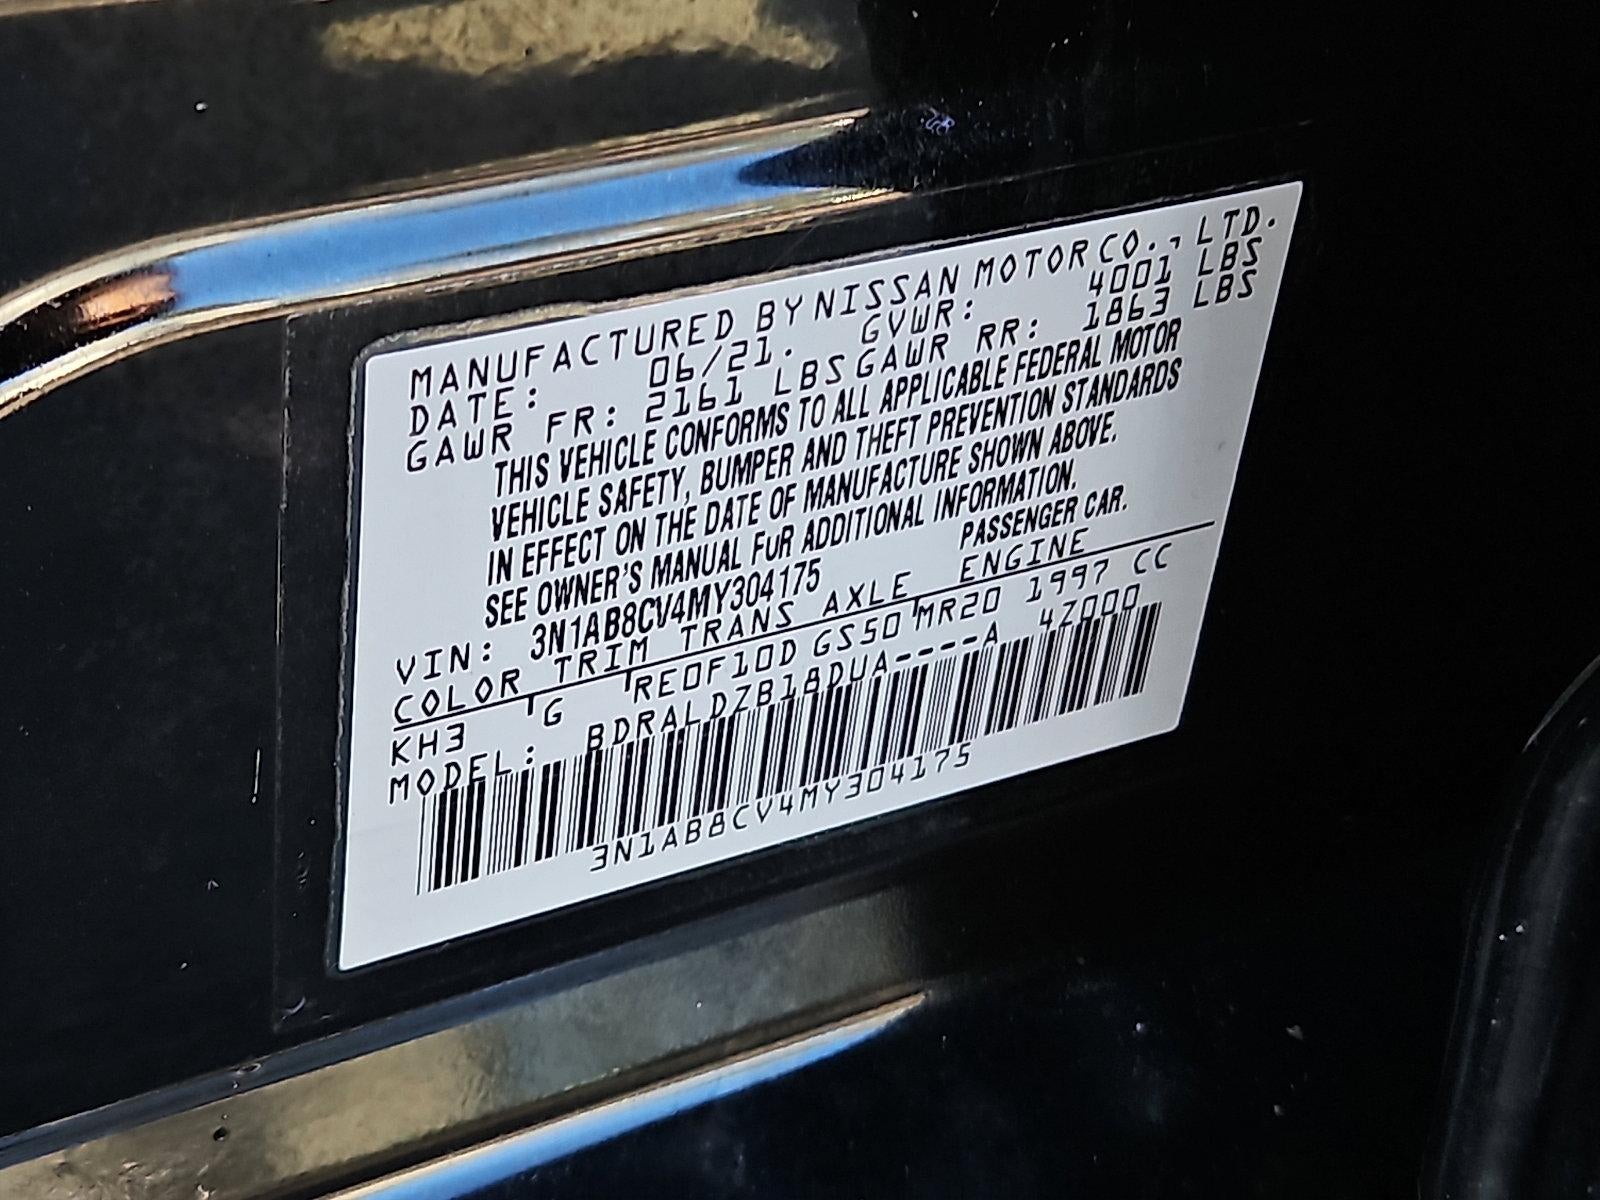 MANUFACTURED BY NISSAN MOTOR CO., LTD.
DATE: 06/21. GVWR: 4001 LBS
GAWR FR: 2161 LBS GAWR RR: 1863 LBS
THIS VEHICLE CONFORMS TO ALL APPLICABLE FEDERAL MOTOR
VEHICLE SAFETY, BUMPER AND THEFT PREVENTION STANDARDS
IN EFFECT ON THE DATE OF MANUFACTURE SHOWN ABOVE.
SEE OWNER'S MANUAL FOR ADDITIONAL INFORMATION.
VIN: 3N1AB8CV4MY304175 PASSENGER CAR.
COLOR TRIM TRANS AXLE ENGINE
KH3 G RE0F10D GS50 MR20 1997 CC
MODEL: BDRALDZB18DUA----A 4Z000
3N1AB8CV4MY304175